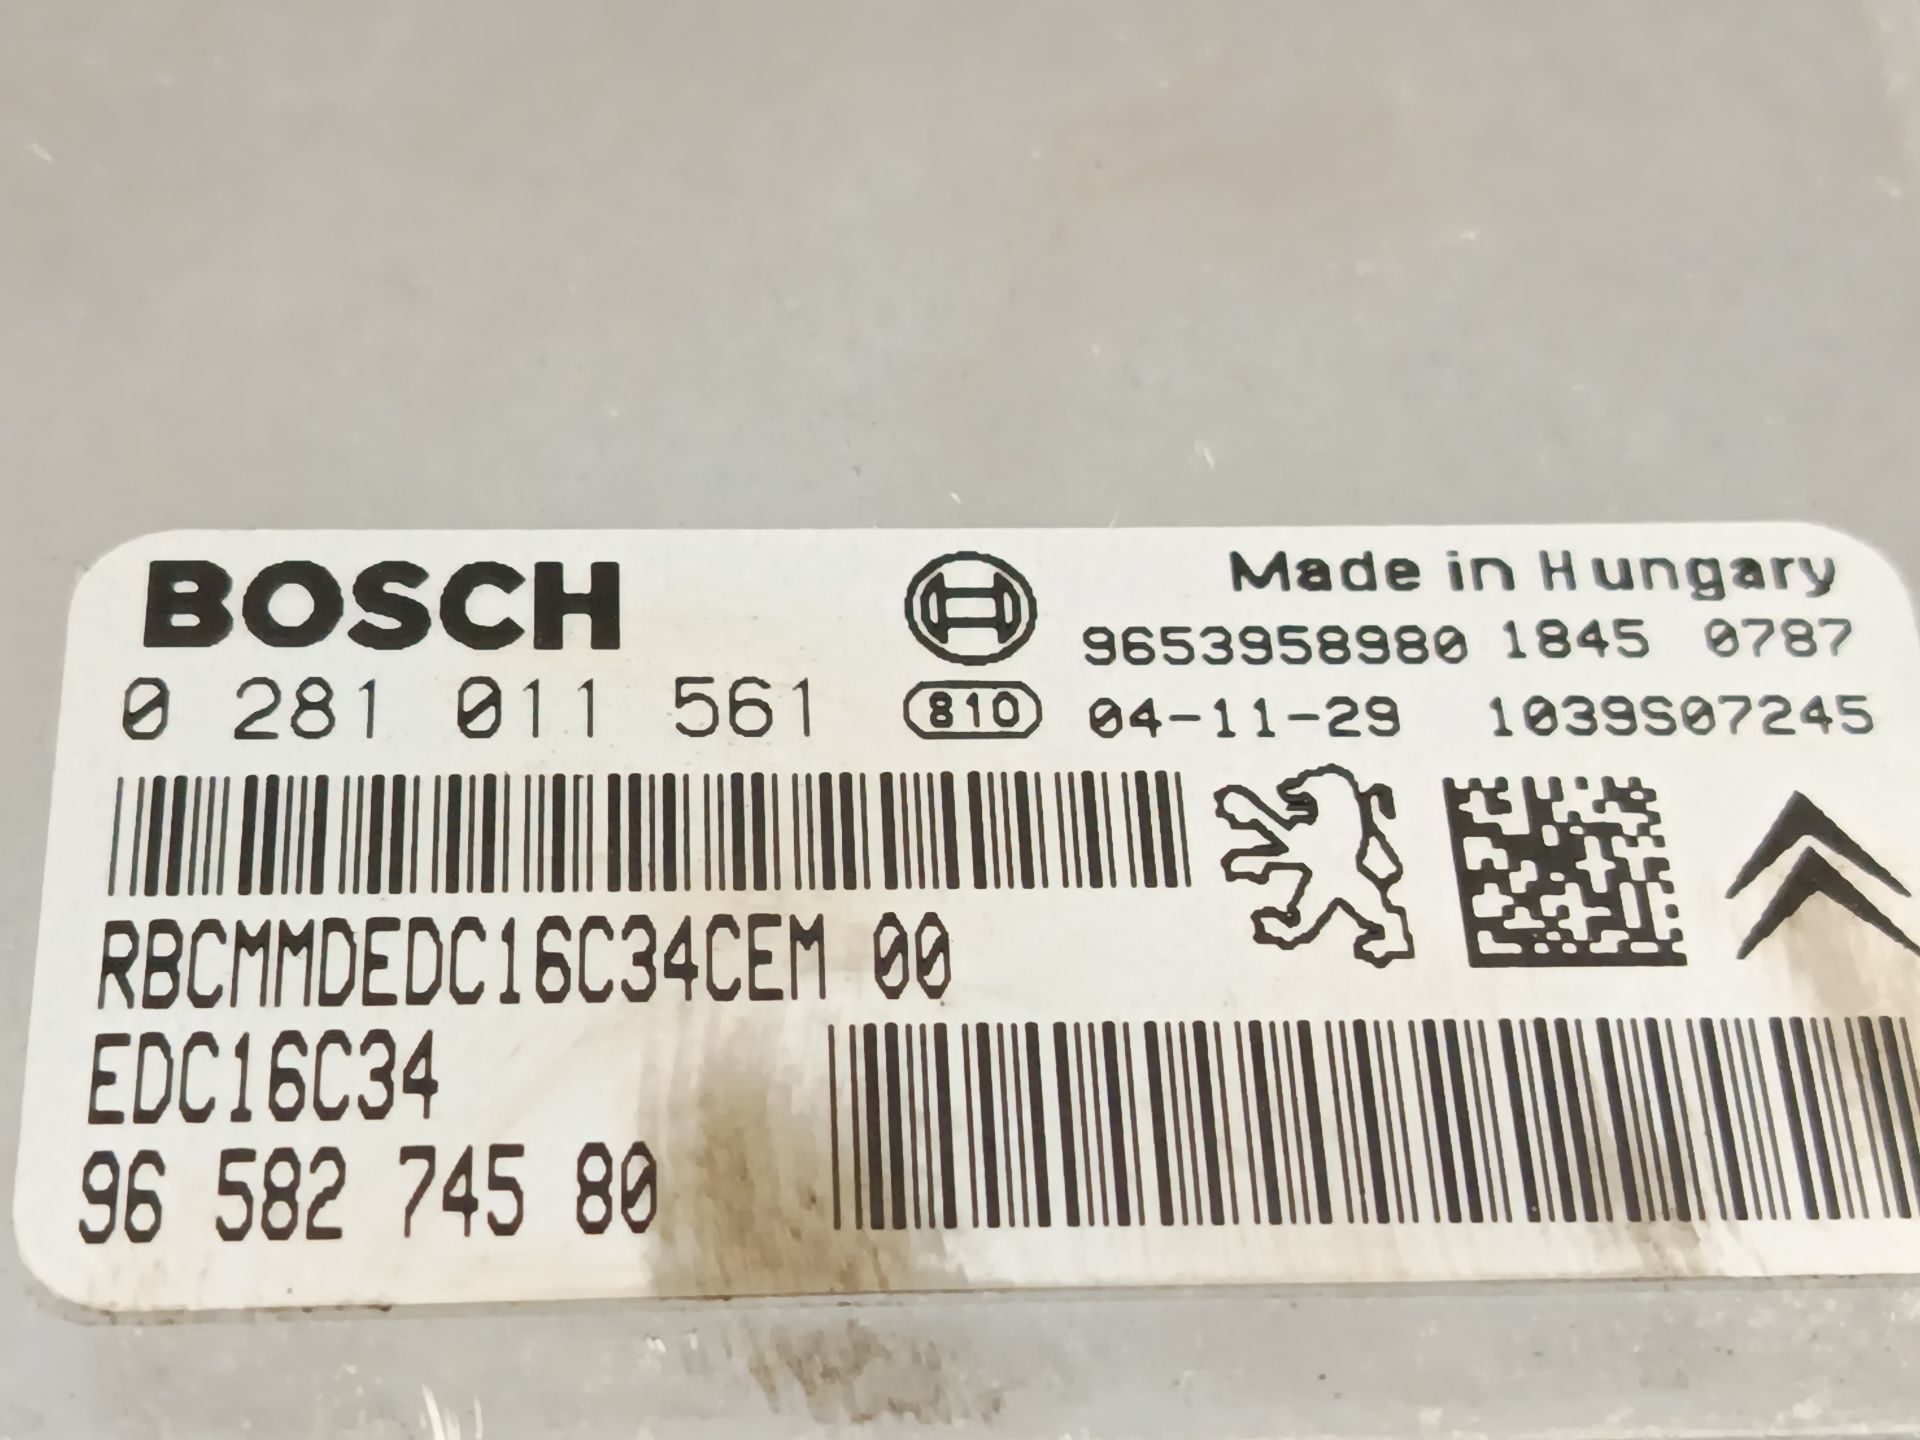 BOSCH
Made in Hungary
9653958980 1845 0787
0 281 011 561
810
04-11-29 1039S07245
RBCMMDEDC16C34CEM 00
EDC16C34
96 582 745 80